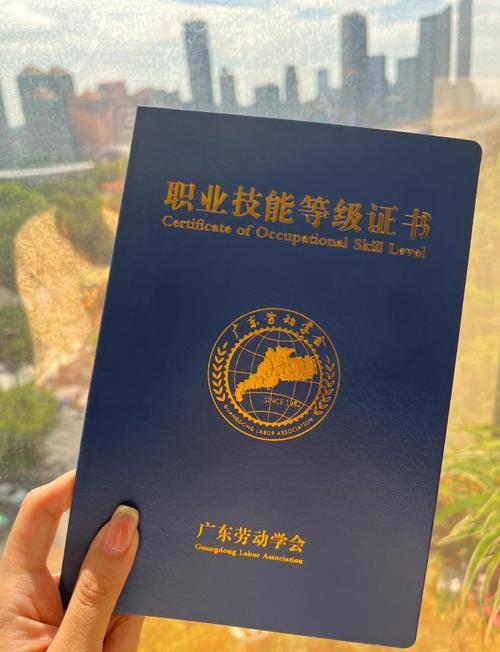 职业技能等级证书
Certificate of Occupational Skill Level
广东劳动学会
SINCE 1982
GUANGDONG LABOR ASSOCIATION
广东劳动学会
Guangdong Labor Association